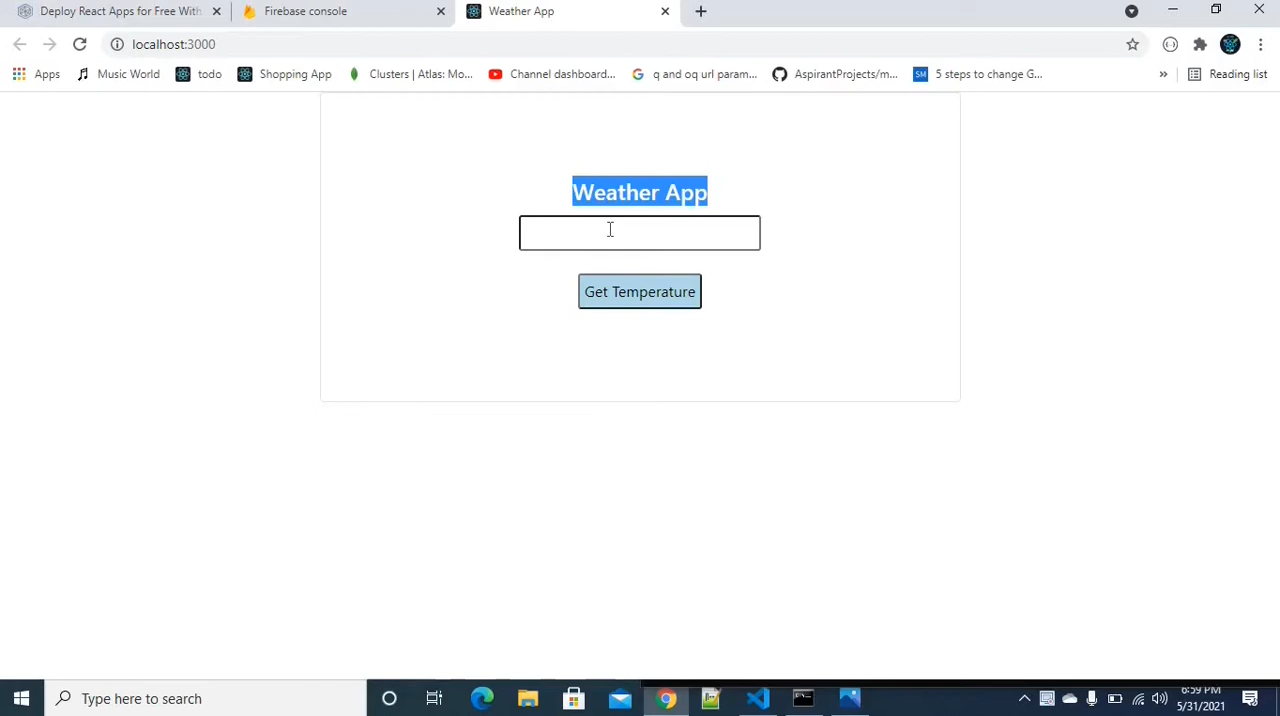 Deploy React Apps for Free With
Firebase console
Weather App
localhost:3000
Apps
Music World
todo
Shopping App
Clusters | Atlas: Mo...
Channel dashboard...
q and oq url param...
AspirantProjects/m...
SM
5 steps to change G...
»
Reading list
Weather App
Get Temperature
Type here to search
6:59 PM
5/31/2021